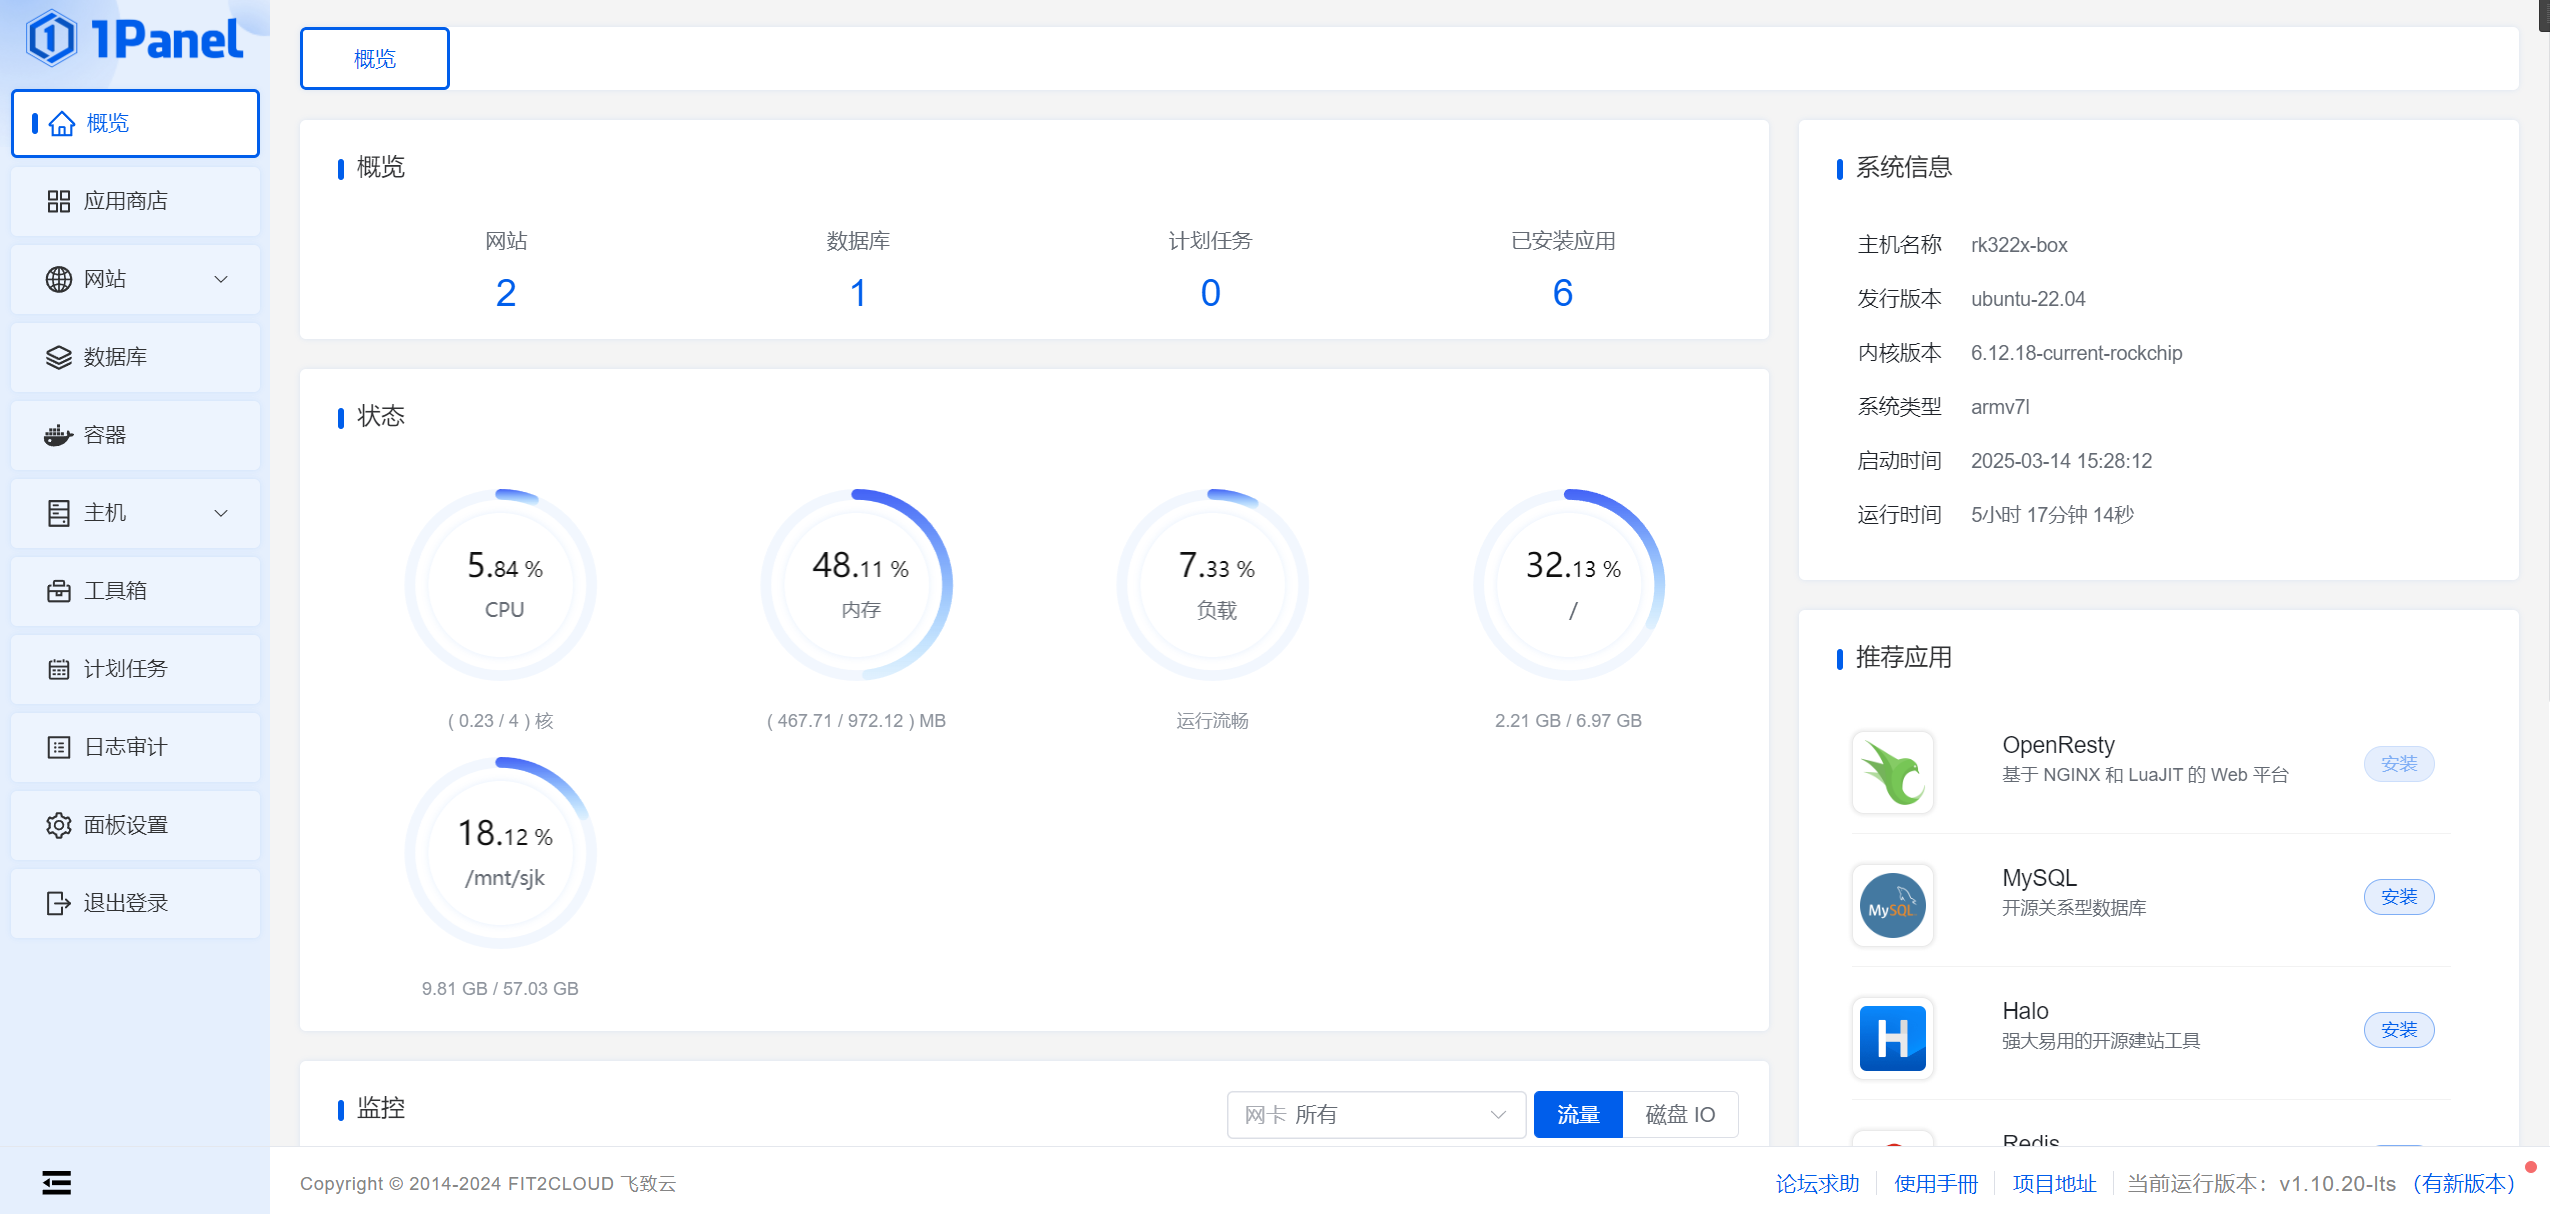 1Panel
概览
应用商店
网站
数据库
容器
主机
工具箱
计划任务
日志审计
面板设置
退出登录
概览
概览
网站
数据库
计划任务
已安装应用
2
1
0
6
状态
5.84 %
CPU
( 0.23 / 4 ) 核
48.11 %
内存
( 467.71 / 972.12 ) MB
7.33 %
负载
运行流畅
32.13 %
/
2.21 GB / 6.97 GB
18.12 %
/mnt/sjk
9.81 GB / 57.03 GB
监控
网卡 所有
流量
磁盘 IO
系统信息
主机名称 rk322x-box
发行版本 ubuntu-22.04
内核版本 6.12.18-current-rockchip
系统类型 armv7l
启动时间 2025-03-14 15:28:12
运行时间 5小时 17分钟 14秒
推荐应用
OpenResty
基于 NGINX 和 LuaJIT 的 Web 平台
安装
MySQL
MySQL
开源关系型数据库
安装
H
Halo
强大易用的开源建站工具
安装
Redis
Copyright © 2014-2024 FIT2CLOUD 飞致云
论坛求助 使用手册 项目地址 当前运行版本：v1.10.20-lts （有新版本）